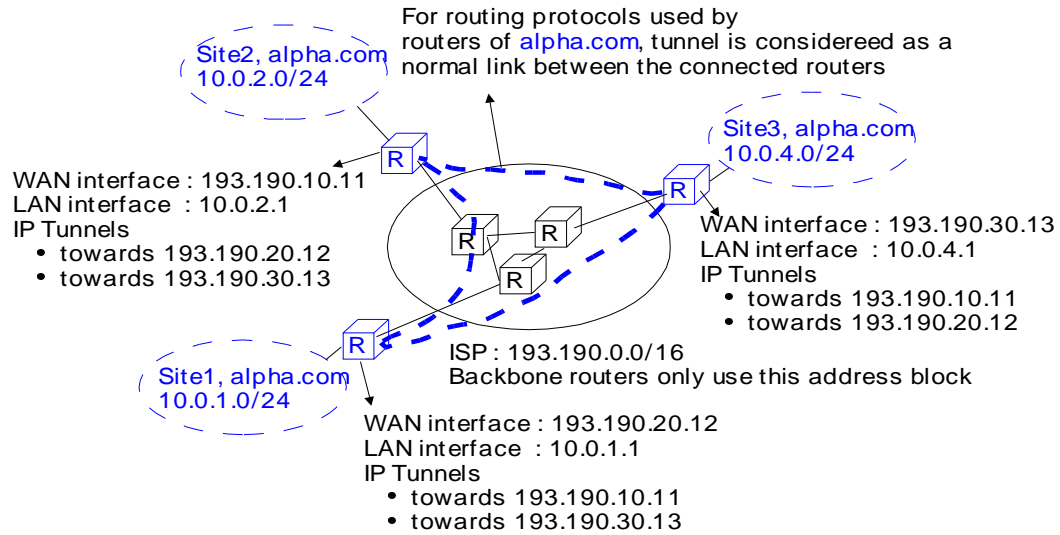 For routing protocols used by
routers of alpha.com, tunnel is considereed as a
normal link between the connected routers
Site2, alpha.com
10.0.2.0/24
R
WAN interface : 193.190.10.11
LAN interface : 10.0.2.1
IP Tunnels
• towards 193.190.20.12
• towards 193.190.30.13
Site3, alpha.com
10.0.4.0/24
R
WAN interface : 193.190.30.13
LAN interface : 10.0.4.1
IP Tunnels
• towards 193.190.10.11
• towards 193.190.20.12
R
R
R
R
ISP : 193.190.0.0/16
Backbone routers only use this address block
Site1, alpha.com
10.0.1.0/24
WAN interface : 193.190.20.12
LAN interface : 10.0.1.1
IP Tunnels
• towards 193.190.10.11
• towards 193.190.30.13